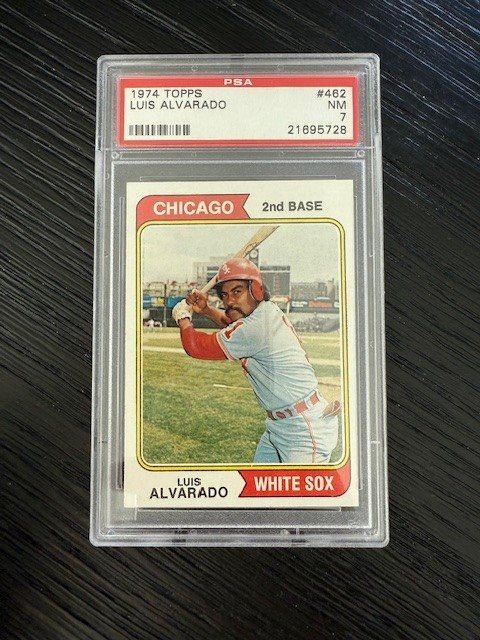 PSA
1974 TOPPS #462
LUIS ALVARADO NM
7
21695728
CHICAGO 2nd BASE
LUIS
ALVARADO WHITE SOX